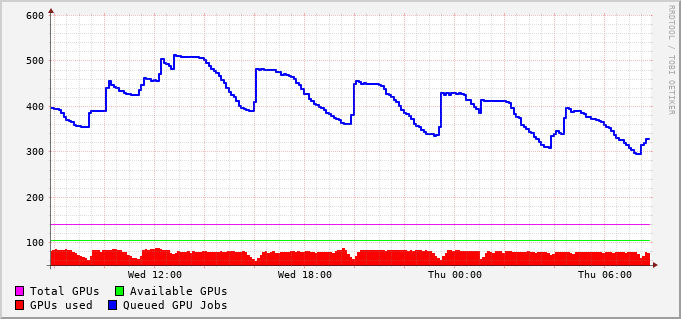 600
500
400
300
200
100
Wed 12:00 Wed 18:00 Thu 00:00 Thu 06:00
Total GPUs Available GPUs
GPUs used Queued GPU Jobs
RRDTOOL / TOBI OETIKER